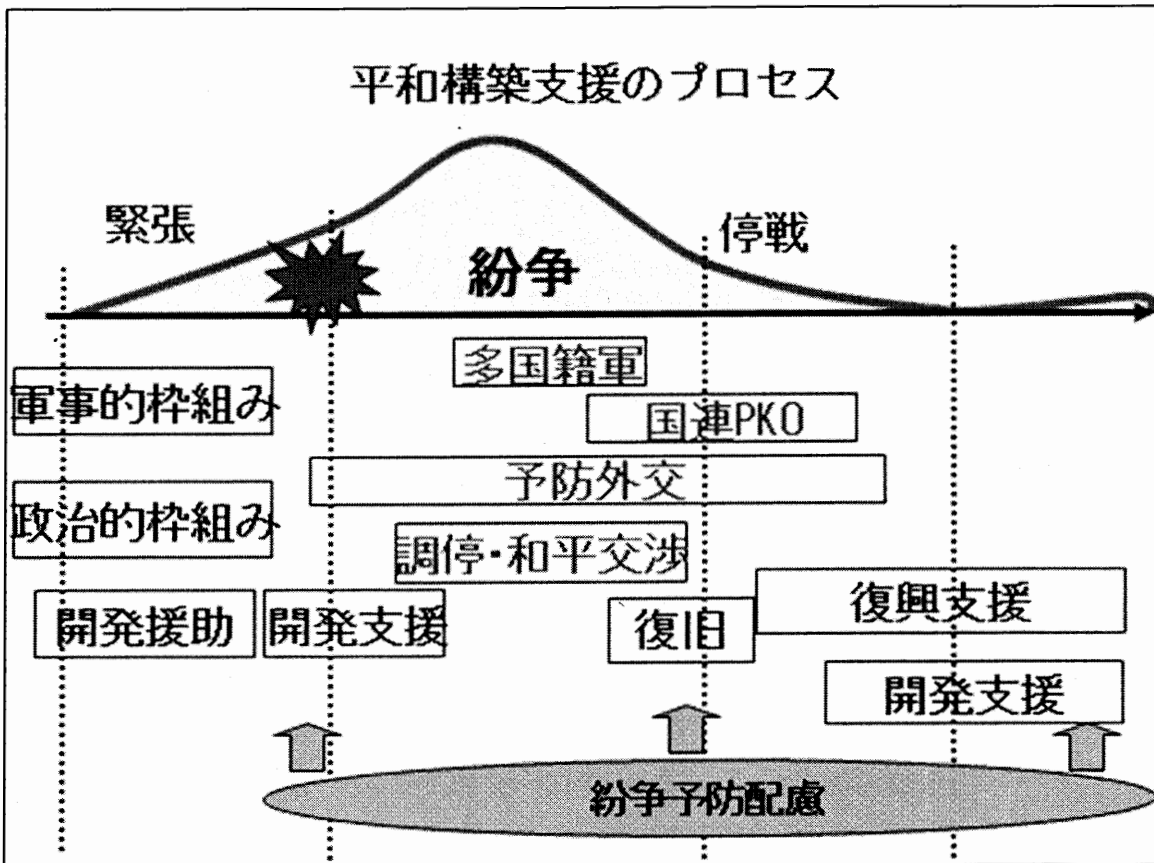 平和構築支援のプロセス
緊張
紛争
停戦
多国籍軍
軍事的枠組み
国連PKO
予防外交
政治的枠組み
調停・和平交渉
開発援助
開発支援
復旧
復興支援
開発支援
紛争予防配慮